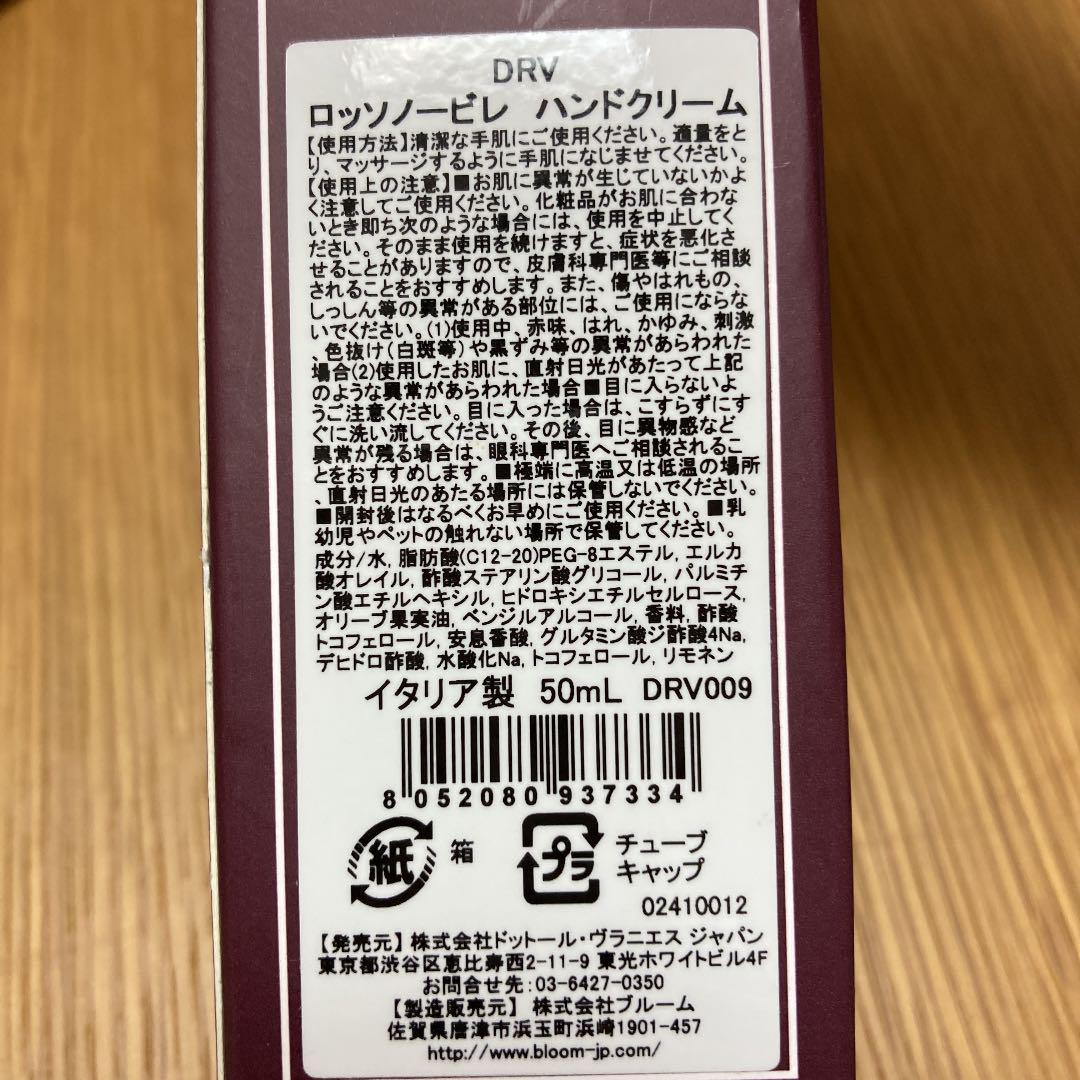 DRV
ロッソノービレ ハンドクリーム
【使用方法】清潔な手肌にご使用ください。適量をと
り、マッサージするように手肌になじませてください。
【使用上の注意】■お肌に異常が生じていないかよ
く注意してご使用ください。化粧品がお肌に合わな
いとき即ち次のような場合には、使用を中止してく
ださい。そのまま使用を続けますと、症状を悪化さ
せることがありますので、皮膚科専門医等にご相談
されることをおすすめします。また、傷やはれもの、
しっしん等の異常がある部位には、ご使用にならな
いでください。(1)使用中、赤味、はれ、かゆみ、刺激
、色抜け(白斑等)や黒ずみ等の異常があらわれた
場合(2)使用したお肌に、直射日光があたって上記
のような異常があらわれた場合■目に入らないよ
うご注意ください。目に入った場合は、こすらずにす
ぐに洗い流してください。その後、目に異物感など
異常が残る場合は、眼科専門医へご相談されるこ
とをおすすめします。■極端に高温又は低温の場所
、直射日光のあたる場所には保管しないでください。
■開封後はなるべくお早めにご使用ください。■乳
幼児やペットの触れない場所で保管してください。
成分/水, 脂肪酸(C12-20)PEG-8エステル, エルカ
酸オレイル, 酢酸ステアリン酸グリコール, パルミチ
ン酸エチルヘキシル, ヒドロキシエチルセルロース,
オリーブ果実油, ベンジルアルコール, 香料, 酢酸
トコフェロール, 安息香酸, グルタミン酸ジ酢酸4Na,
デヒドロ酢酸, 水酸化Na, トコフェロール, リモネン
イタリア製 50mL DRV009
8 052080 937334
紙 箱
プラ チューブ
キャップ
02410012
【発売元】株式会社ドットール・ヴラニエス ジャパン
東京都渋谷区恵比寿西2-11-9 東光ホワイトビル4F
お問合せ先:03-6427-0350
【製造販売元】 株式会社ブルーム
佐賀県唐津市浜玉町浜崎1901-457
http://www.bloom-jp.com/